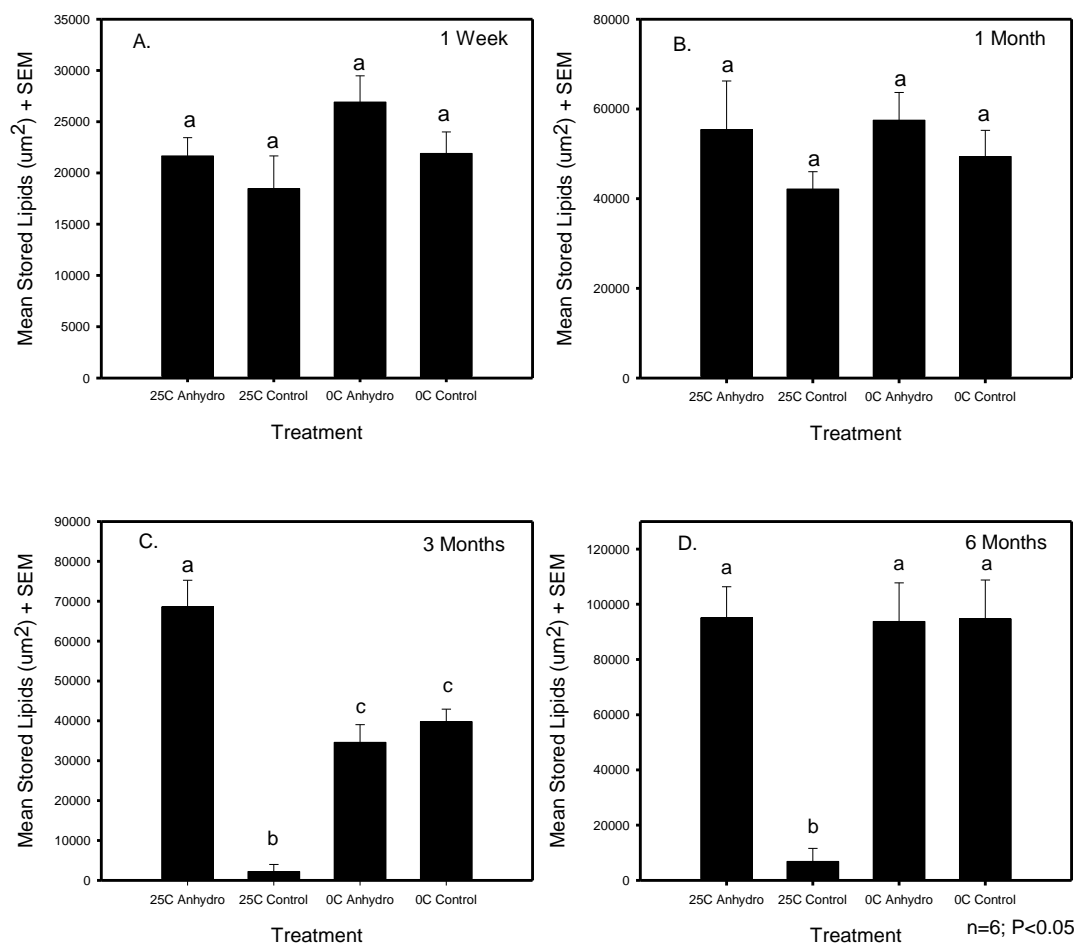 A.
1 Week
Mean Stored Lipids (um2) + SEM
35000
30000
25000
20000
15000
10000
5000
0
a
a
a
a
25C Anhydro 25C Control 0C Anhydro 0C Control
Treatment
B.
1 Month
Mean Stored Lipids (um2) + SEM
80000
60000
40000
20000
0
a
a
a
a
25C Anhydro 25C Control 0C Anhydro 0C Control
Treatment
C.
3 Months
Mean Stored Lipids (um2) + SEM
90000
80000
70000
60000
50000
40000
30000
20000
10000
0
a
b
c
c
25C Anhydro 25C Control 0C Anhydro 0C Control
Treatment
D.
6 Months
Mean Stored Lipids (um2) + SEM
120000
100000
80000
60000
40000
20000
0
a
b
a
a
25C Anhydro 25C Control 0C Anhydro 0C Control
Treatment
n=6; P<0.05